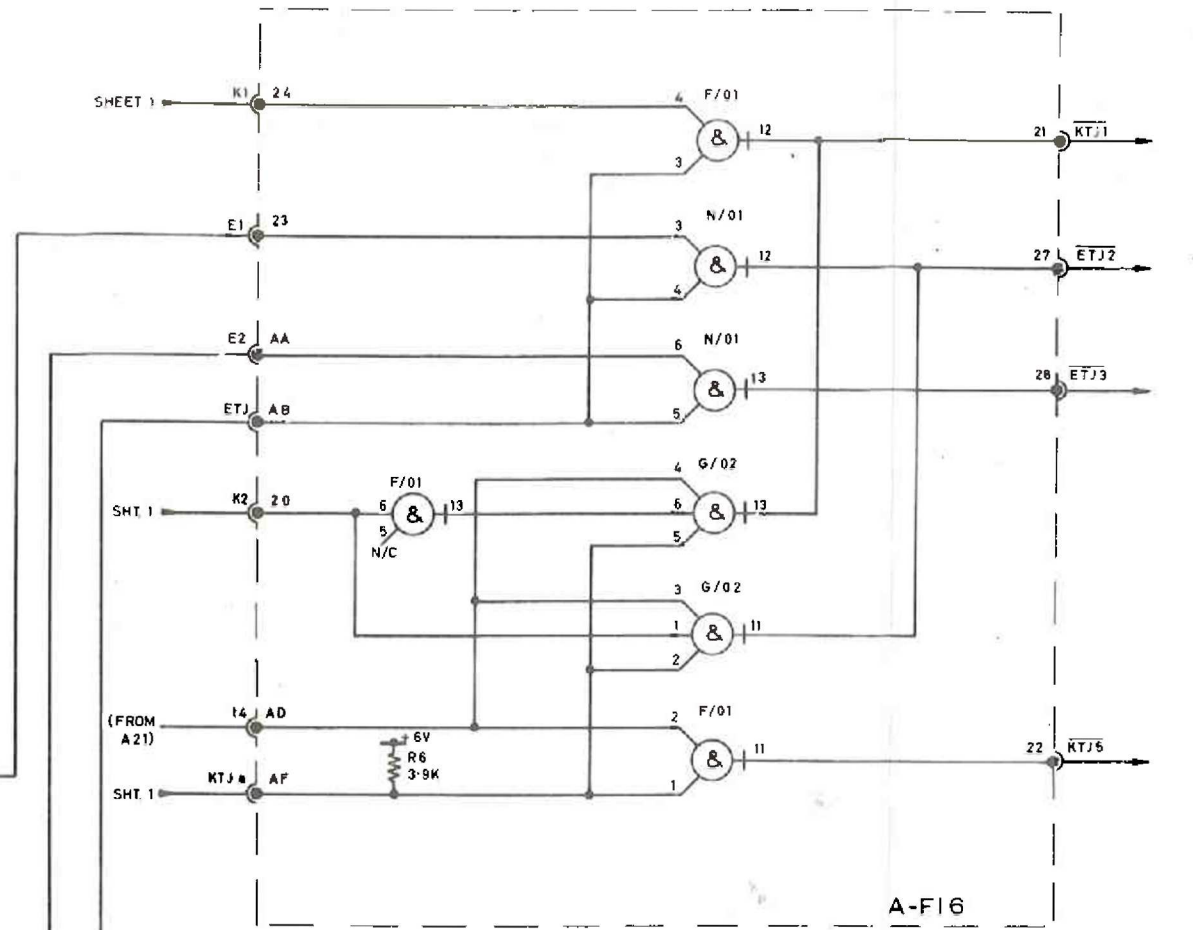 K1 24 4 F/01
SHEET 1
& 12 21 KTJ1
3
E1 23 3 N/01
& 12 27 ETJ2
4
E2 AA 6 N/01
& 13 28 ETJ3
ETJ AB 5
4 G/02
F/01
SHT. 1 K2 20 6 & 13 6 & 13
5 5
N/C
3 G/02
1 & 11
2
(FROM t4 AD 2 F/01
A21)
+6V
R6 & 11 22 KTJ5
3·9K
SHT. 1 KTJa AF 1
A-F16